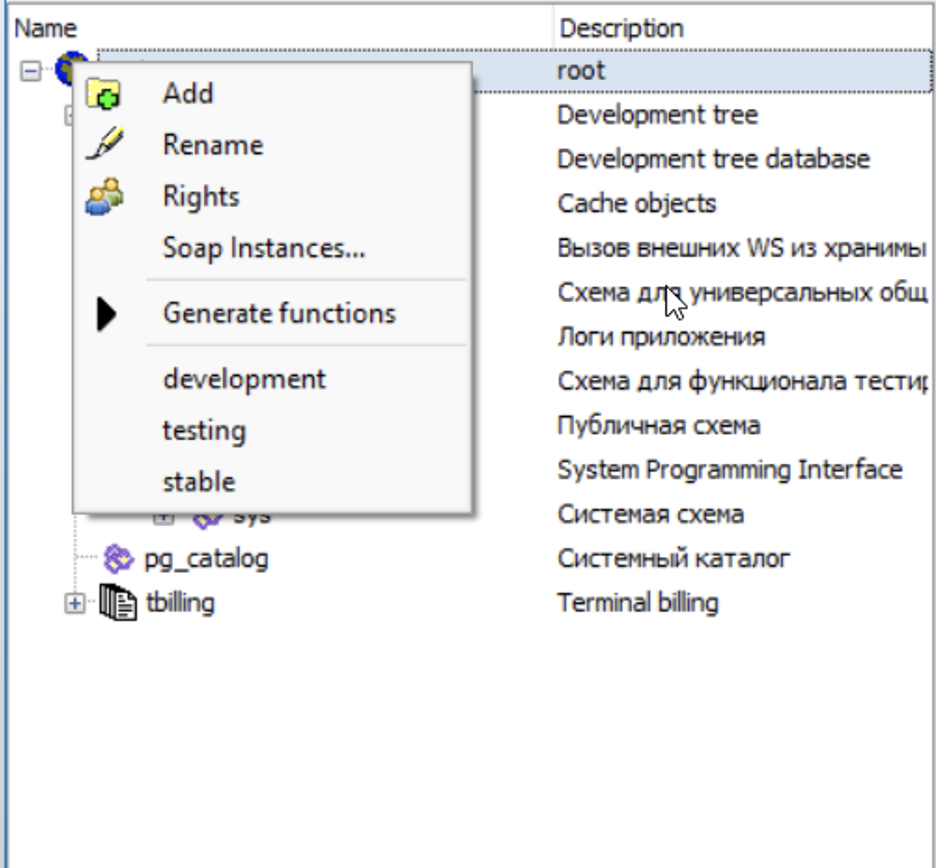 Name Description
root
Add
Development tree
Rename
Development tree database
Rights
Cache objects
Soap Instances...
Вызов внешних WS из хранимы
Схема для универсальных общ
Generate functions
Логи приложения
development
Схема для функционала тестир
testing
Публичная схема
stable
System Programming Interface
sys Системая схема
pg_catalog Системный каталог
tbilling Terminal billing